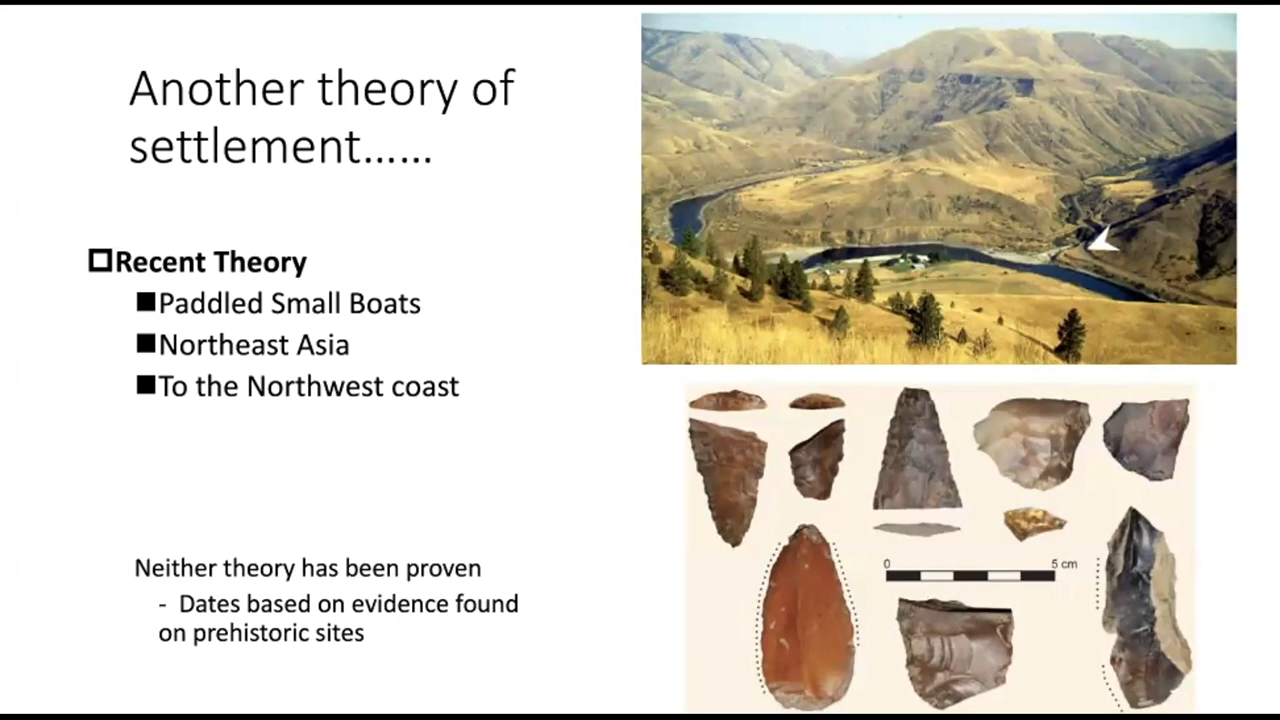 Another theory of
settlement......
Recent Theory
Paddled Small Boats
Northeast Asia
To the Northwest coast
Neither theory has been proven
- Dates based on evidence found
on prehistoric sites
0 5 cm